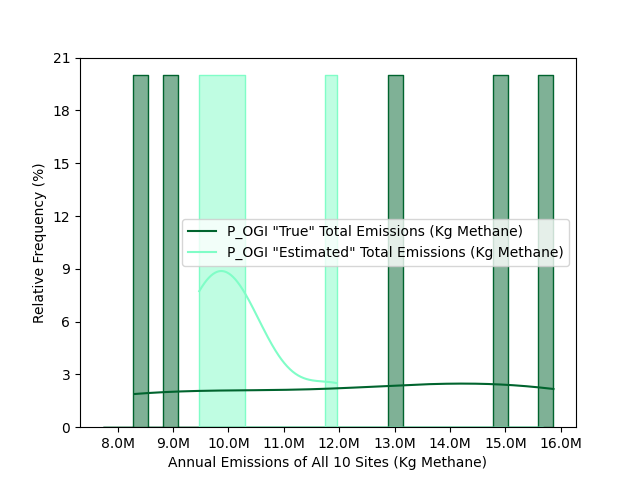 21
18
15
12
9
6
3
0
Relative Frequency (%)
P_OGI "True" Total Emissions (Kg Methane)
P_OGI "Estimated" Total Emissions (Kg Methane)
8.0M 9.0M 10.0M 11.0M 12.0M 13.0M 14.0M 15.0M 16.0M
Annual Emissions of All 10 Sites (Kg Methane)